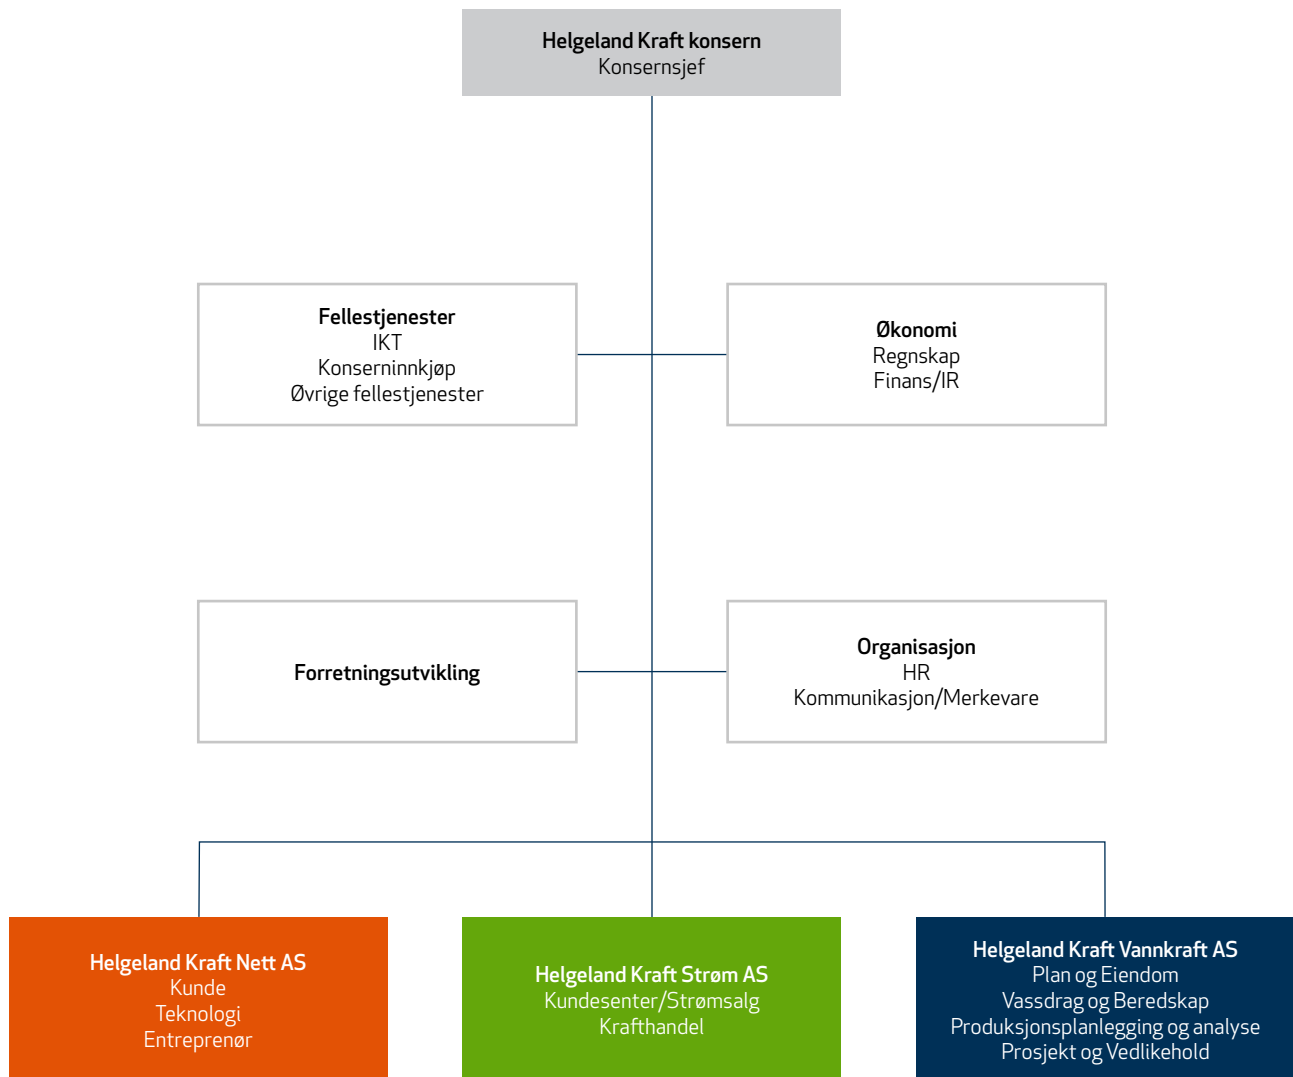 Helgeland Kraft konsern
Konsernsjef
Fellestjenester
IKT
Konserninnkjøp
Øvrige fellestjenester
Økonomi
Regnskap
Finans/IR
Forretningsutvikling
Organisasjon
HR
Kommunikasjon/Merkevare
Helgeland Kraft Nett AS
Kunde
Teknologi
Entreprenør
Helgeland Kraft Strøm AS
Kundesenter/Strømsalg
Krafthandel
Helgeland Kraft Vannkraft AS
Plan og Eiendom
Vassdrag og Beredskap
Produksjonsplanlegging og analyse
Prosjekt og Vedlikehold